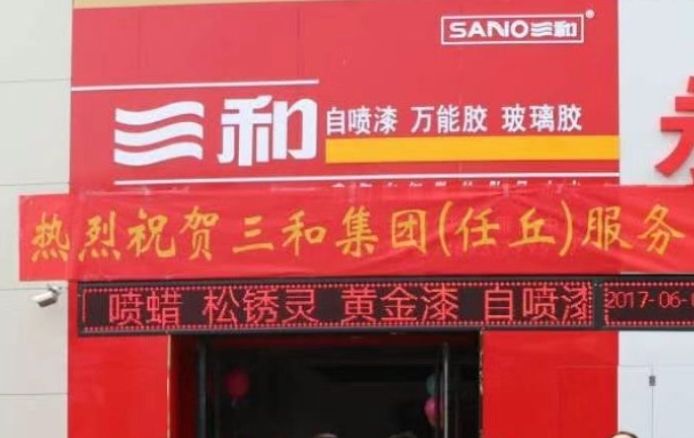 SANO三和®
三和 自喷漆 万能胶 玻璃胶
热烈祝贺三和集团(任丘)服务
喷蜡 松锈灵 黄金漆 自喷漆 2017-06-1